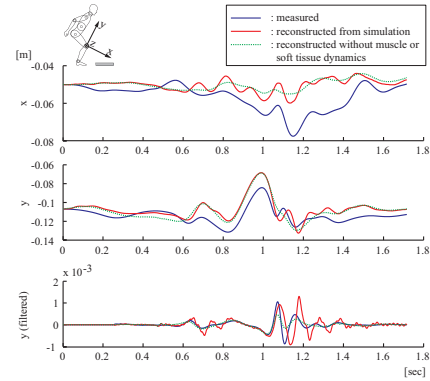 : measured
: reconstructed from simulation
: reconstructed without muscle or
soft tissue dynamics
y
z
x
[m]
-0.04
-0.06
-0.08
x
0 0.2 0.4 0.6 0.8 1 1.2 1.4 1.6 1.8
-0.06
-0.08
-0.1
-0.12
-0.14
y
0 0.2 0.4 0.6 0.8 1 1.2 1.4 1.6 1.8
x 10⁻³
2
1
0
-1
y (filtered)
0 0.2 0.4 0.6 0.8 1 1.2 1.4 1.6 1.8
[sec]